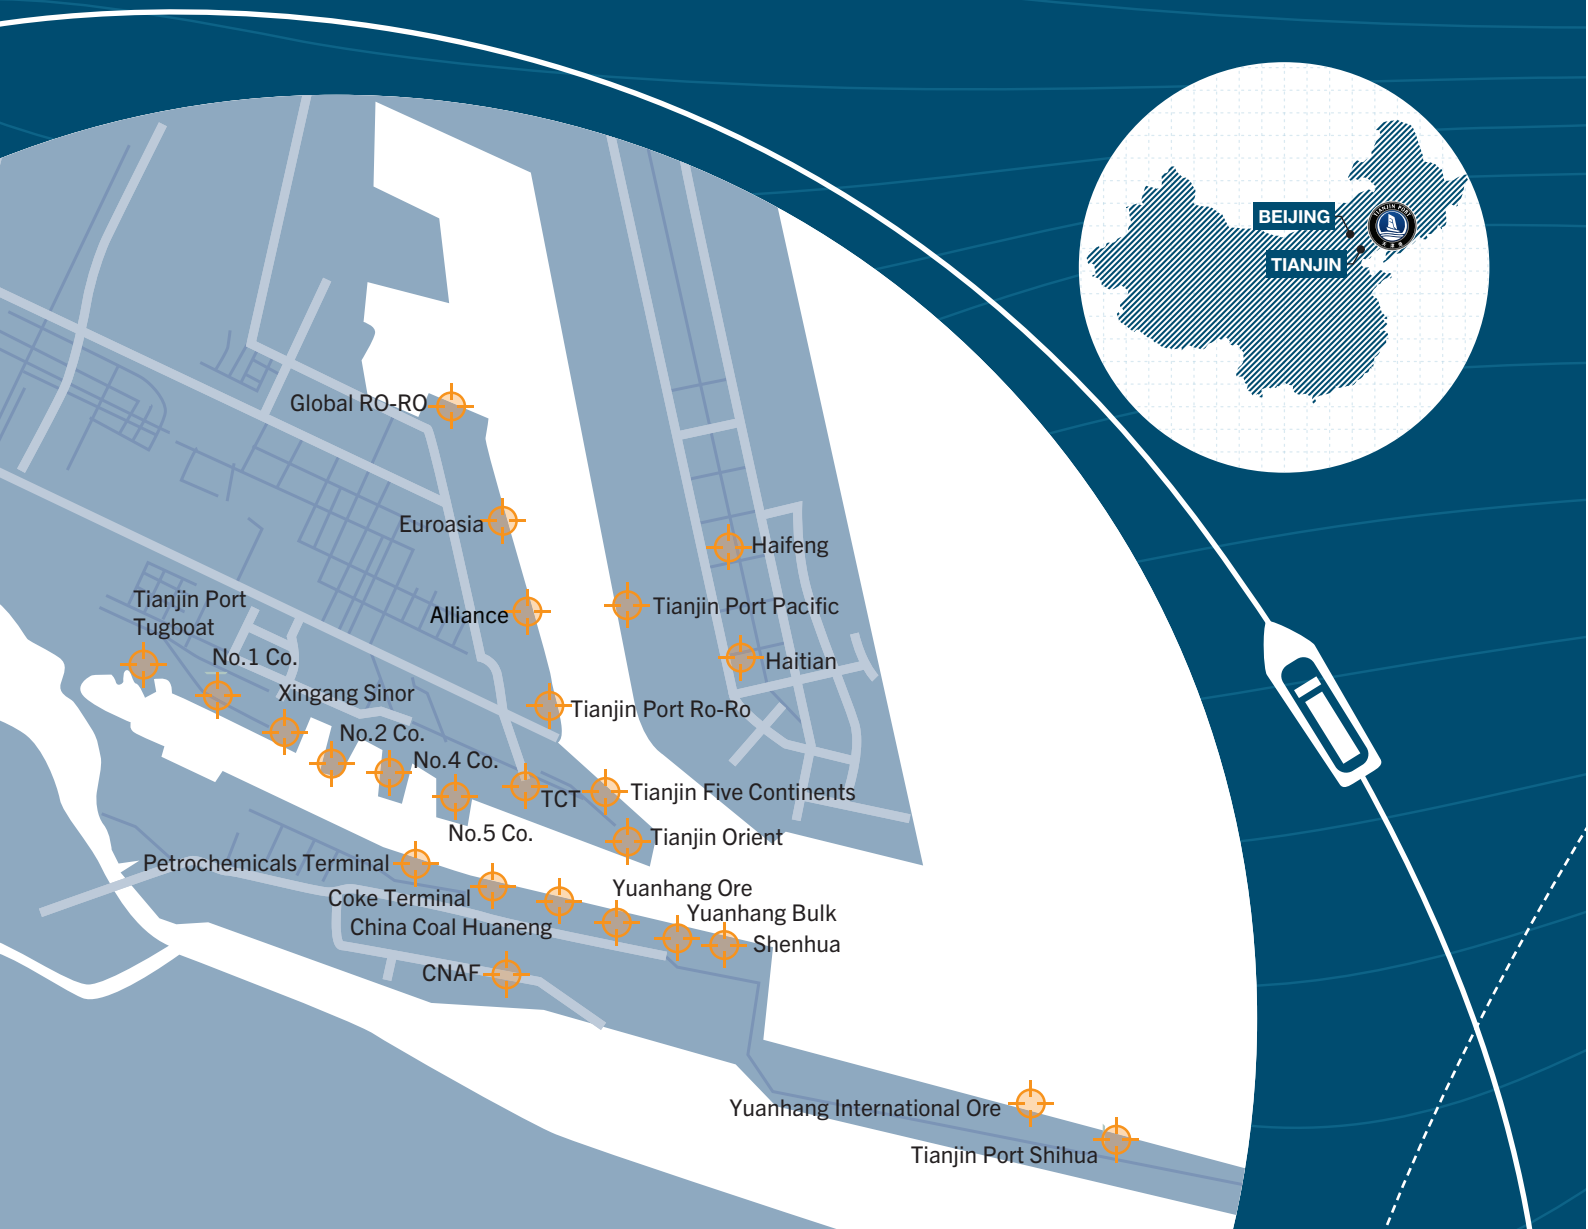 BEIJING
TIANJIN PORT
TIANJIN
Global RO-RO
Euroasia
Haifeng
Tianjin Port
Tugboat
Alliance
Tianjin Port Pacific
No.1 Co.
Haitian
Xingang Sinor
Tianjin Port Ro-Ro
No.2 Co.
No.4 Co.
TCT
Tianjin Five Continents
No.5 Co.
Tianjin Orient
Petrochemicals Terminal
Yuanhang Ore
Coke Terminal
Yuanhang Bulk
China Coal Huaneng
Shenhua
CNAF
Yuanhang International Ore
Tianjin Port Shihua